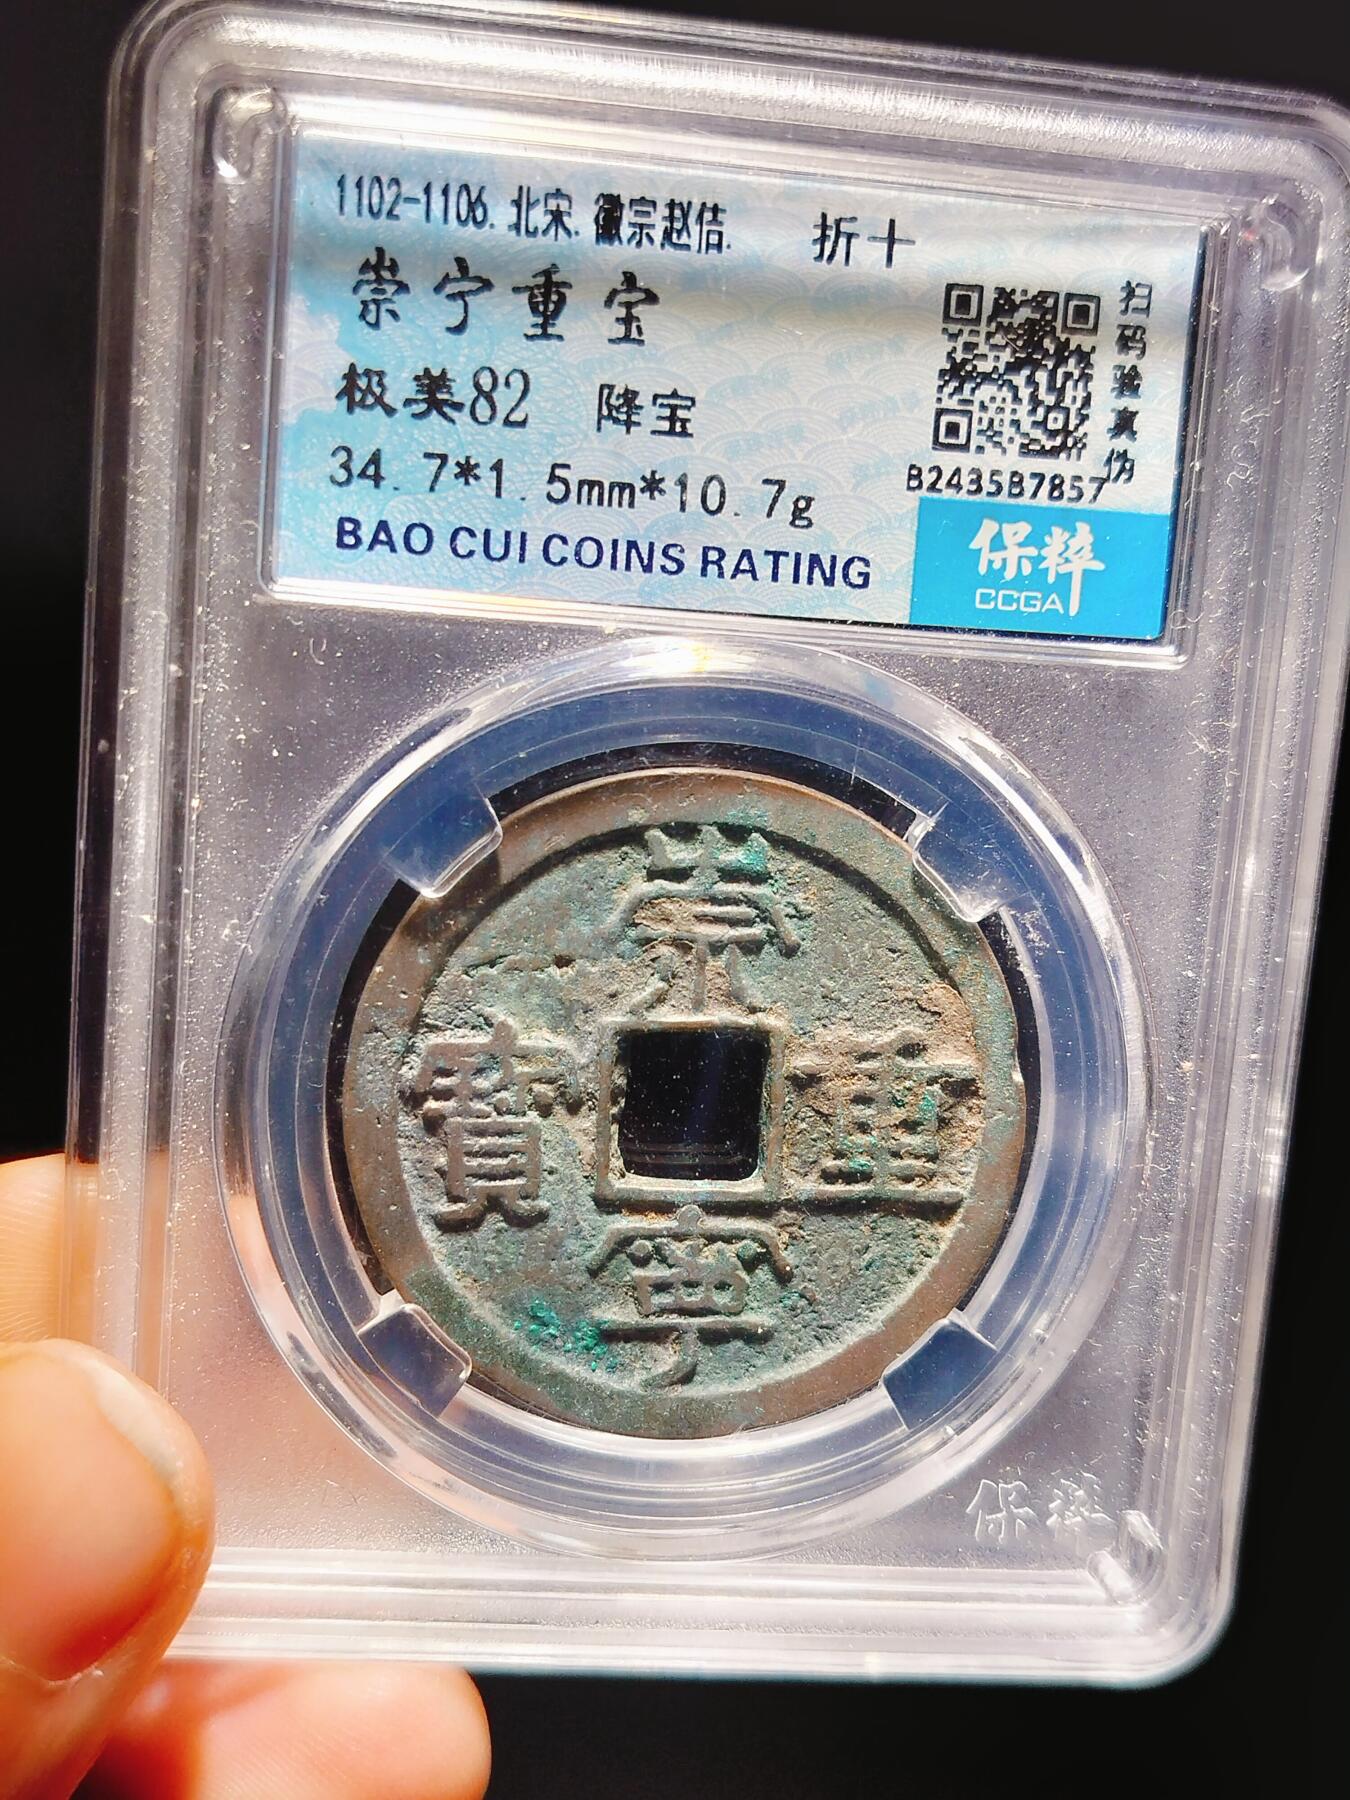 1102-1106. 北宋. 徽宗赵佶. 折十
崇宁重宝
极美82 降宝
34.7*1.5mm*10.7g
BAO CUI COINS RATING
扫码验真伪
B2435B7857
保粹
CCGA
崇
寶 重
寧
保粹